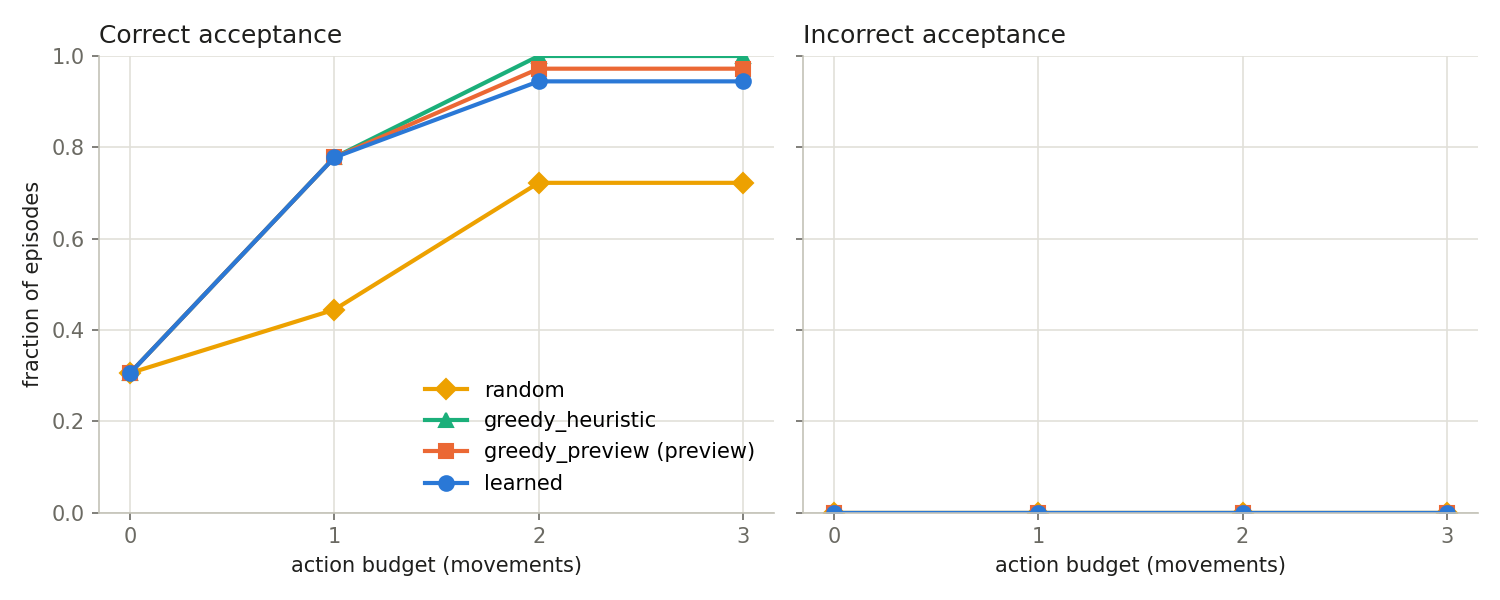 Correct acceptance
Incorrect acceptance
fraction of episodes
1.0
0.8
0.6
0.4
0.2
0.0
random
greedy_heuristic
greedy_preview (preview)
learned
0 1 2 3
action budget (movements)
0 1 2 3
action budget (movements)